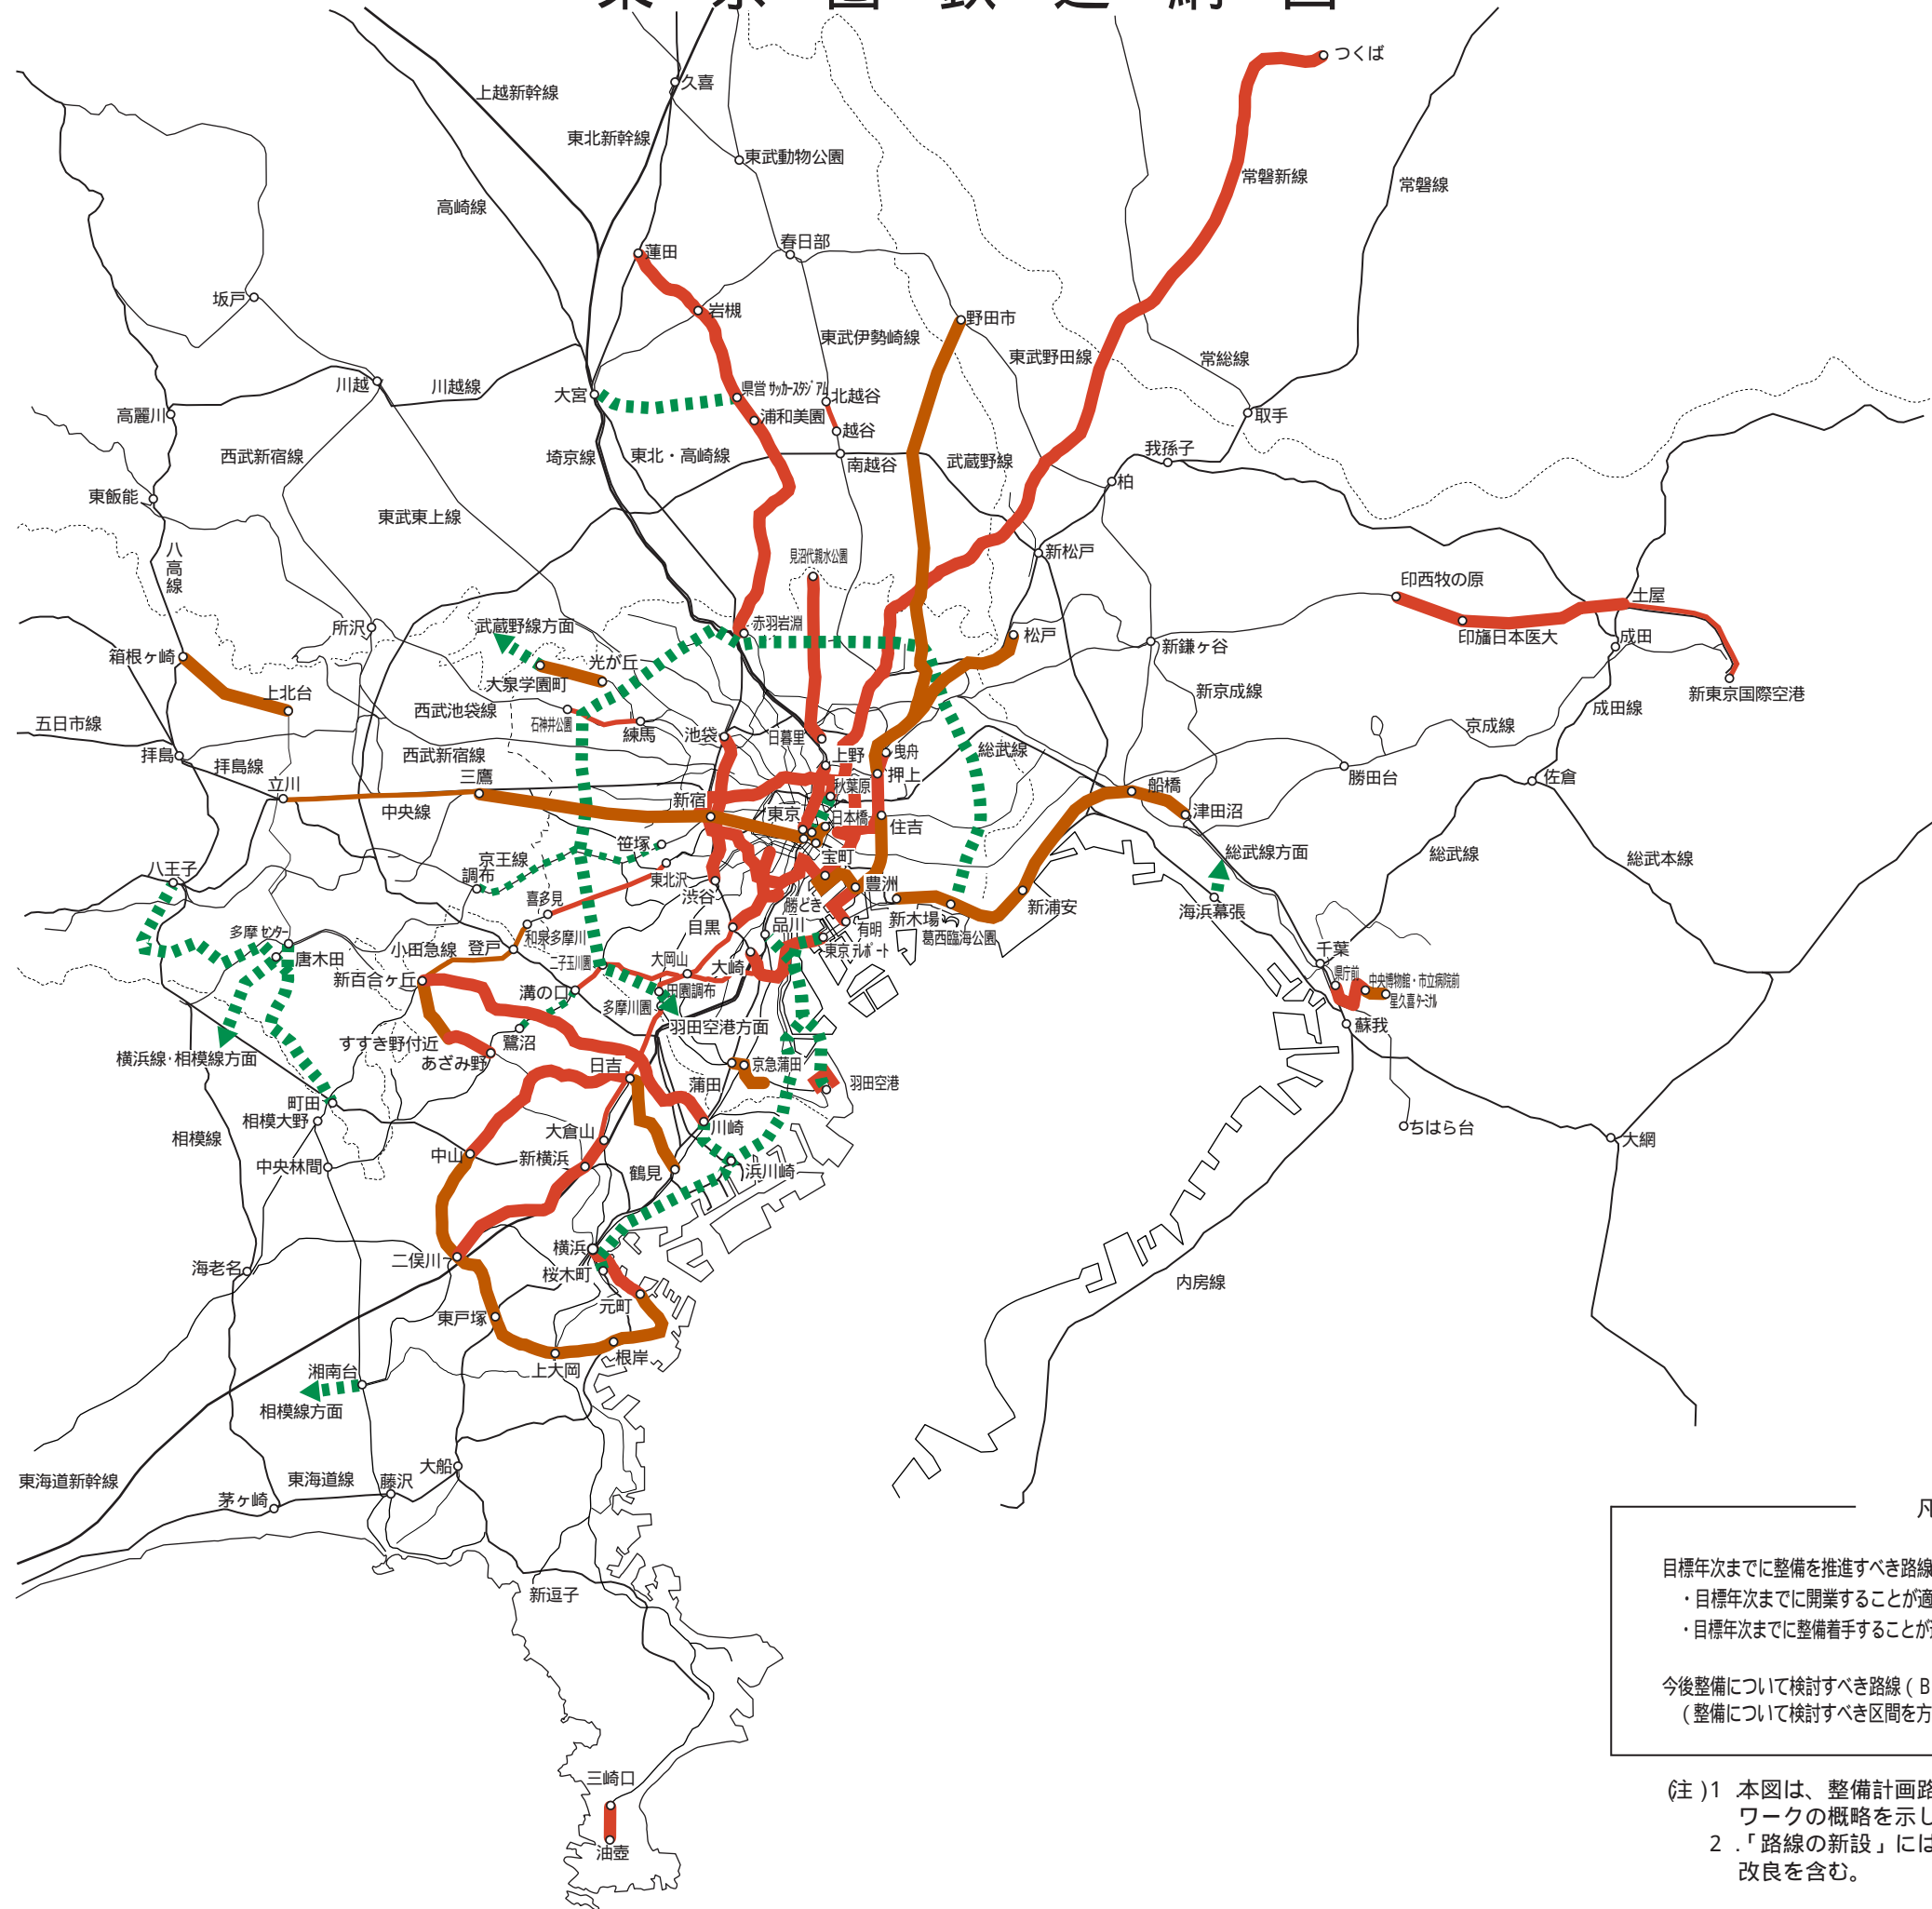 東京圏鉄道網図
つくば
久喜
上越新幹線
東北新幹線
東武動物公園
常磐新線
常磐線
高崎線
春日部
蓮田
坂戸
岩槻
野田市
東武伊勢崎線
東武野田線
常総線
川越
川越線
大宮
県営サッカースタジアム
北越谷
高麗川
浦和美園
取手
越谷
西武新宿線
埼京線
東北・高崎線
南越谷
武蔵野線
我孫子
柏
東飯能
東武東上線
八高線
見沼代親水公園
新松戸
印西牧の原
土屋
所沢
武蔵野線方面
赤羽岩淵
松戸
印旛日本医大
成田
箱根ヶ崎
光が丘
新鎌ヶ谷
大泉学園町
上北台
新京成線
新東京国際空港
西武池袋線
石神井公園
五日市線
練馬
池袋
日暮里
成田線
京成線
拝島
拝島線
西武新宿線
上野
曳舟
総武線
押上
三鷹
立川
秋葉原
船橋
勝田台
佐倉
中央線
新宿
東京
日本橋
住吉
津田沼
笹塚
宝町
総武線方面
総武線
総武本線
八王子
京王線
調布
東北沢
渋谷
豊洲
喜多見
勝どき
新浦安
海浜幕張
多摩センター
唐木田
小田急線
登戸
和泉多摩川
目黒
品川
有明
新木場
葛西臨海公園
二子玉川園
大岡山
大崎
東京テレポート
千葉
新百合ヶ丘
溝の口
田園調布
県庁前
中央博物館・市立病院前
星久喜ターミナル
多摩川園
羽田空港方面
蘇我
横浜線・相模線方面
すすき野付近
鷺沼
あざみ野
日吉
京急蒲田
蒲田
羽田空港
町田
相模大野
大倉山
川崎
ちはら台
相模線
中山
新横浜
大網
中央林間
鶴見
浜川崎
海老名
二俣川
横浜
桜木町
内房線
元町
東戸塚
根岸
湘南台
上大岡
相模線方面
東海道新幹線
東海道線
藤沢
大船
茅ヶ崎
新逗子
三崎口
油壺
凡
目標年次までに整備を推進すべき路線
・目標年次までに開業することが適
・目標年次までに整備着手することが
今後整備について検討すべき路線（B
（整備について検討すべき区間を方
(注)1．本図は、整備計画路
ワークの概略を示し
2．「路線の新設」には
改良を含む。